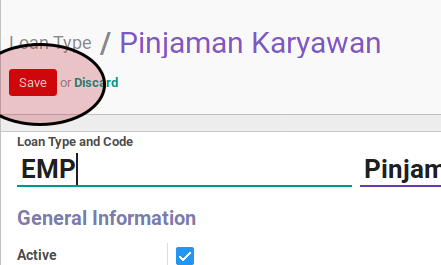 Loan Type / Pinjaman Karyawan
Save or Discard
Loan Type and Code
EMP Pinjam
General Information
Active